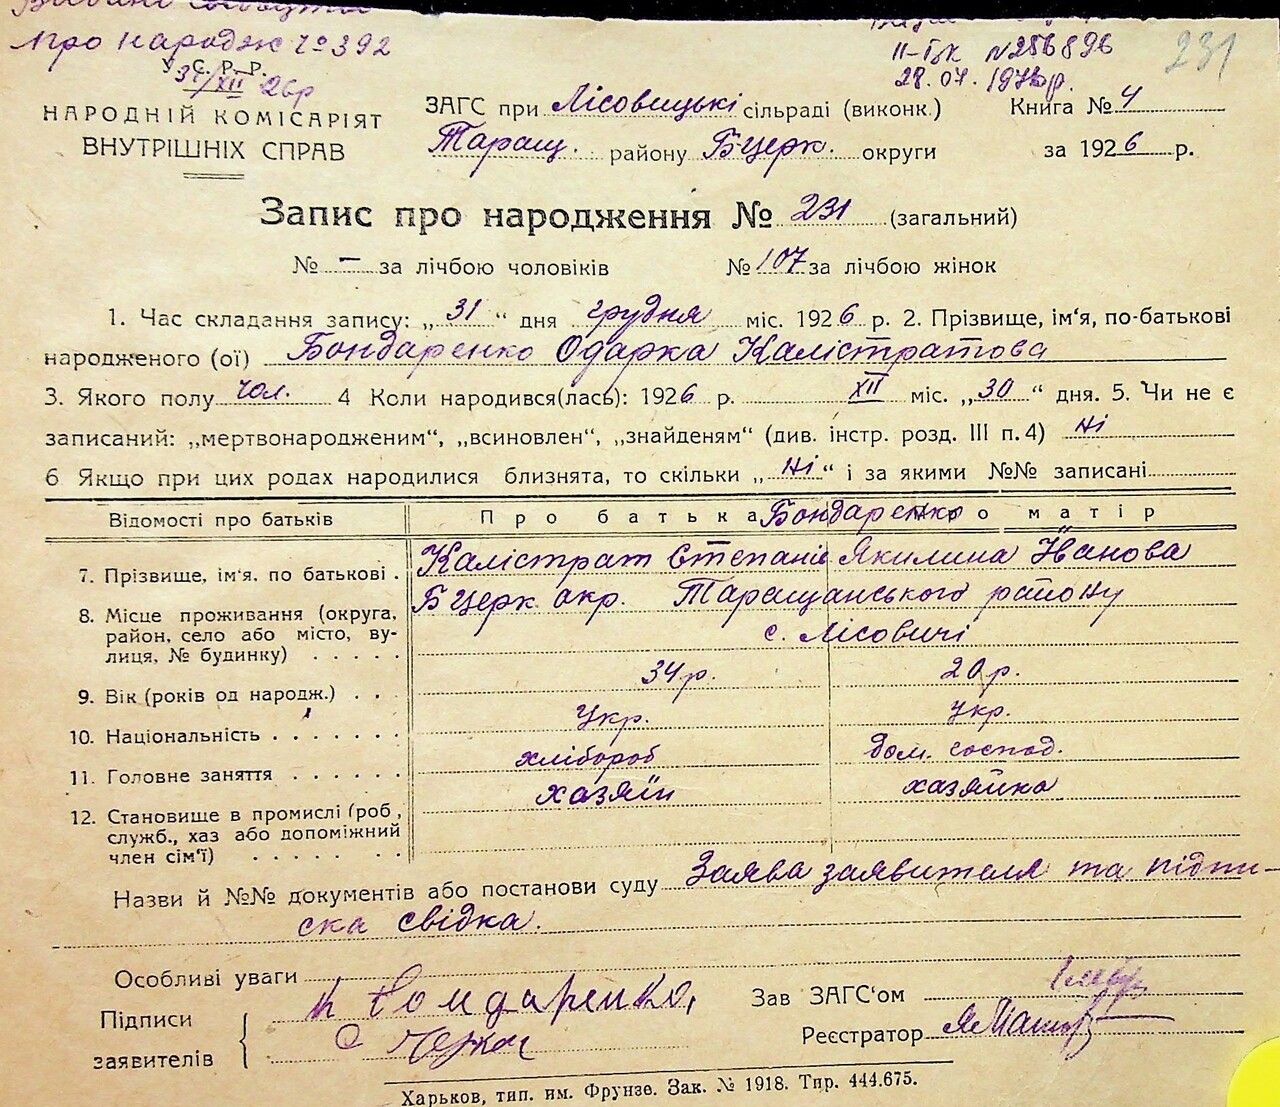 про народж № 392
31/XII 26р
У. С. Р. Р.
НАРОДНІЙ КОМІСАРІЯТ
ВНУТРІШНІХ СПРАВ
II-БК №256896
28.07.1978р.
231
ЗАГС при Лісовицькі сільраді (виконк.) Книга № 4
Таращ. району Б-Церк. округи за 1926 р.
Запис про народження № 231 (загальний)
№ – за лічбою чоловіків № 107 за лічбою жінок
1. Час складання запису: „31“ дня грудня міс. 1926 р. 2. Прізвище, ім'я, по-батькові
народженого (ої) Бондаренко Одарка Калістратова
3. Якого полу чол. 4 Коли народився(лась): 1926 р. XII міс. „30“ дня. 5. Чи не є
записаний: „мертвонародженим“, „всиновлен“, „знайденям“ (див. інстр. розд. III п. 4) Ні
6 Якщо при цих родах народилися близнята, то скільки „Ні“ і за якими №№ записані
Відомості про батьків Про батька Бондаренко Про матір
7. Прізвище, ім'я, по батькові . Калістрат Степанів Якилина Іванова
8. Місце проживання (округа, Б Церк окр. Таращанського району
район, село або місто, ву- с. Лісовичі
лиця, № будинку) . . . . .
9. Вік (років од народж.) . . . 34 р. 20 р.
10. Національність . . . . . . . Укр. Укр.
11. Головне заняття . . . . . . хлібороб дом. господ.
12. Становище в промислі (роб., хазяїн хазяйка
служб., хаз або допоміжний
член сім'ї) . . . . . . .
Назви й №№ документів або постанови суду Заява заявителя та підпи-
ска свідка.
Особливі уваги
Підписи К Бондаренко, Зав ЗАГС'ом
заявителів Реєстратор
Харьков, тип. им. Фрунзе. Зак. № 1918. Тир. 444.675.